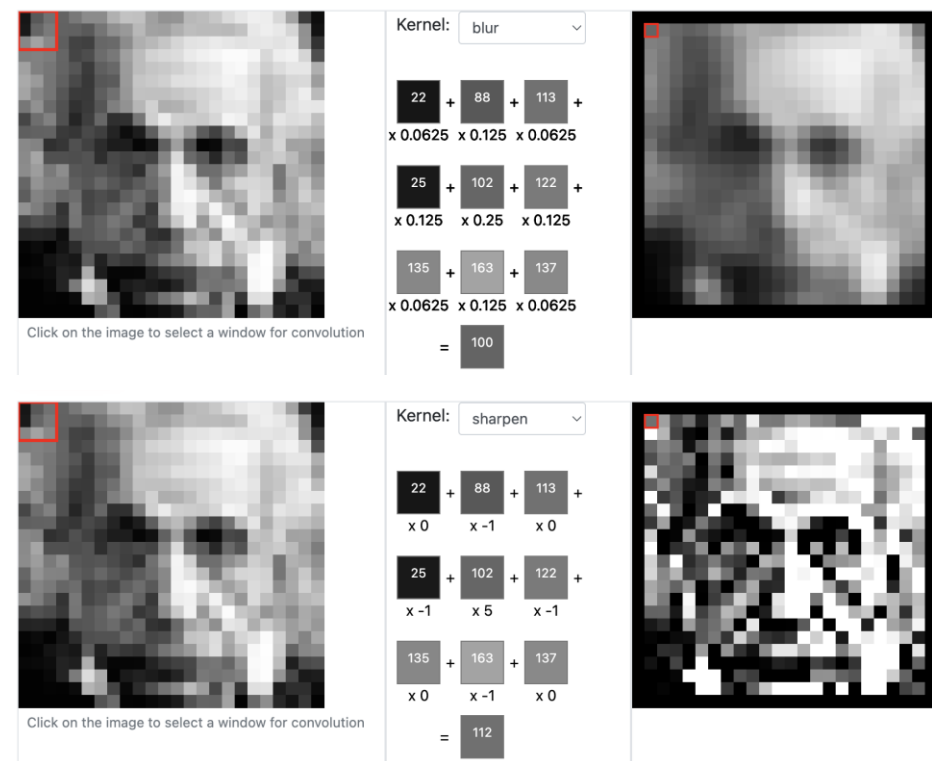 Kernel: blur
22 + 88 + 113 +
x 0.0625 x 0.125 x 0.0625
25 + 102 + 122 +
x 0.125 x 0.25 x 0.125
135 + 163 + 137
x 0.0625 x 0.125 x 0.0625
= 100
Click on the image to select a window for convolution
Kernel: sharpen
22 + 88 + 113 +
x 0 x -1 x 0
25 + 102 + 122 +
x -1 x 5 x -1
135 + 163 + 137
x 0 x -1 x 0
= 112
Click on the image to select a window for convolution